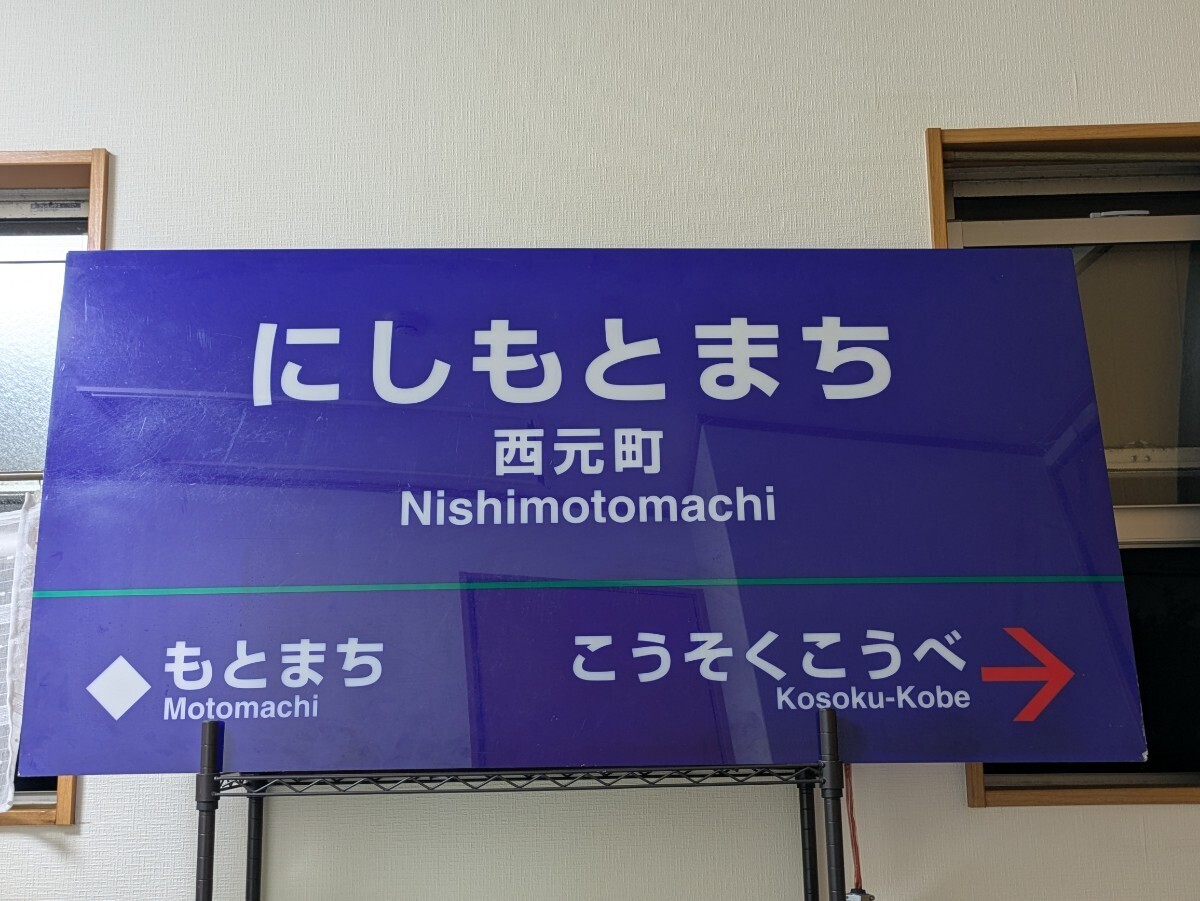 にしもとまち
西元町
Nishimotomachi
もとまち
Motomachi
こうそくこうべ
Kosoku-Kobe